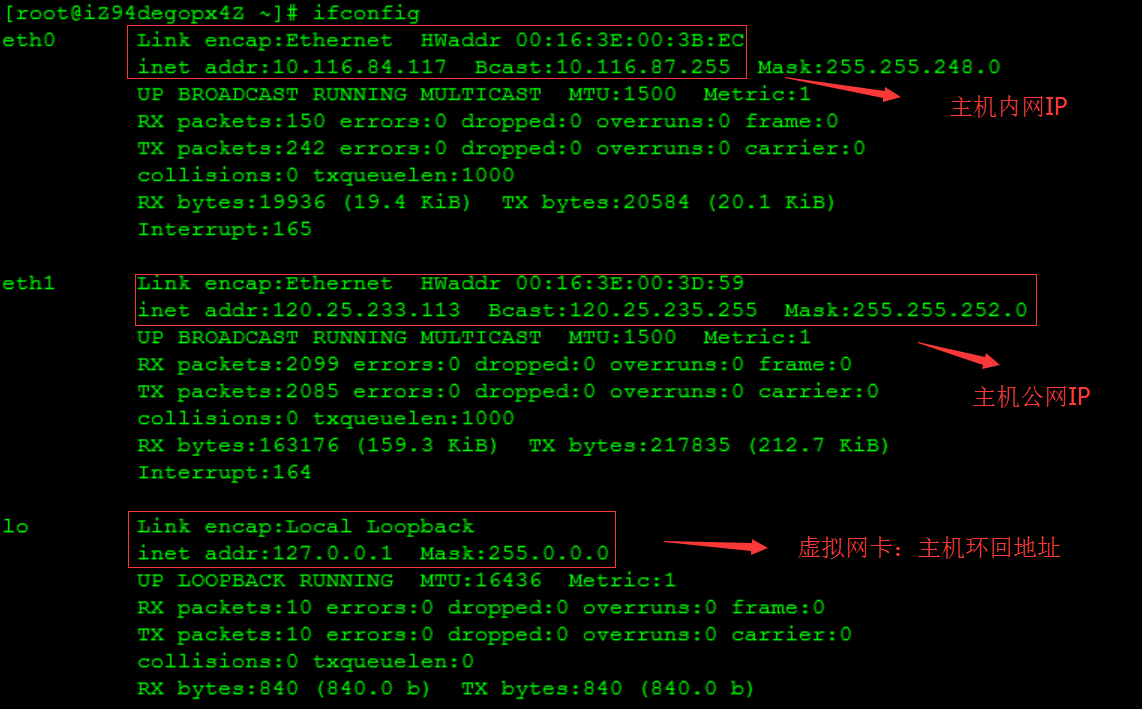 [root@iZ94degopx4Z ~]# ifconfig
eth0 Link encap:Ethernet HWaddr 00:16:3E:00:3B:EC
inet addr:10.116.84.117 Bcast:10.116.87.255 Mask:255.255.248.0
UP BROADCAST RUNNING MULTICAST MTU:1500 Metric:1
主机内网IP
RX packets:150 errors:0 dropped:0 overruns:0 frame:0
TX packets:242 errors:0 dropped:0 overruns:0 carrier:0
collisions:0 txqueuelen:1000
RX bytes:19936 (19.4 KiB) TX bytes:20584 (20.1 KiB)
Interrupt:165
eth1 Link encap:Ethernet HWaddr 00:16:3E:00:3D:59
inet addr:120.25.233.113 Bcast:120.25.235.255 Mask:255.255.252.0
UP BROADCAST RUNNING MULTICAST MTU:1500 Metric:1
RX packets:2099 errors:0 dropped:0 overruns:0 frame:0
TX packets:2085 errors:0 dropped:0 overruns:0 carrier:0
主机公网IP
collisions:0 txqueuelen:1000
RX bytes:163176 (159.3 KiB) TX bytes:217835 (212.7 KiB)
Interrupt:164
lo Link encap:Local Loopback
inet addr:127.0.0.1 Mask:255.0.0.0
虚拟网卡：主机环回地址
UP LOOPBACK RUNNING MTU:16436 Metric:1
RX packets:10 errors:0 dropped:0 overruns:0 frame:0
TX packets:10 errors:0 dropped:0 overruns:0 carrier:0
collisions:0 txqueuelen:0
RX bytes:840 (840.0 b) TX bytes:840 (840.0 b)